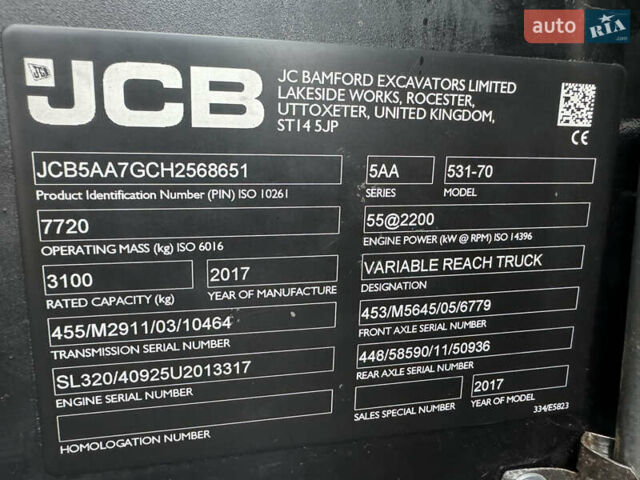 auto RIA.com
JCB
JC BAMFORD EXCAVATORS LIMITED
LAKESIDE WORKS, ROCESTER,
UTTOXETER, UNITED KINGDOM,
ST14 5JP
CE
JCB5AA7GCH2568651
Product Identification Number (PIN) ISO 10261
5AA
SERIES
531-70
MODEL
7720
OPERATING MASS (kg) ISO 6016
55@2200
ENGINE POWER (kW @ RPM) ISO 14396
3100
RATED CAPACITY (kg)
2017
YEAR OF MANUFACTURE
VARIABLE REACH TRUCK
DESIGNATION
455/M2911/03/10464
TRANSMISSION SERIAL NUMBER
453/M5645/05/6779
FRONT AXLE SERIAL NUMBER
SL320/40925U2013317
ENGINE SERIAL NUMBER
448/58590/11/50936
REAR AXLE SERIAL NUMBER
HOMOLOGATION NUMBER
SALES SPECIAL NUMBER
2017
YEAR OF MODEL
334/E5823